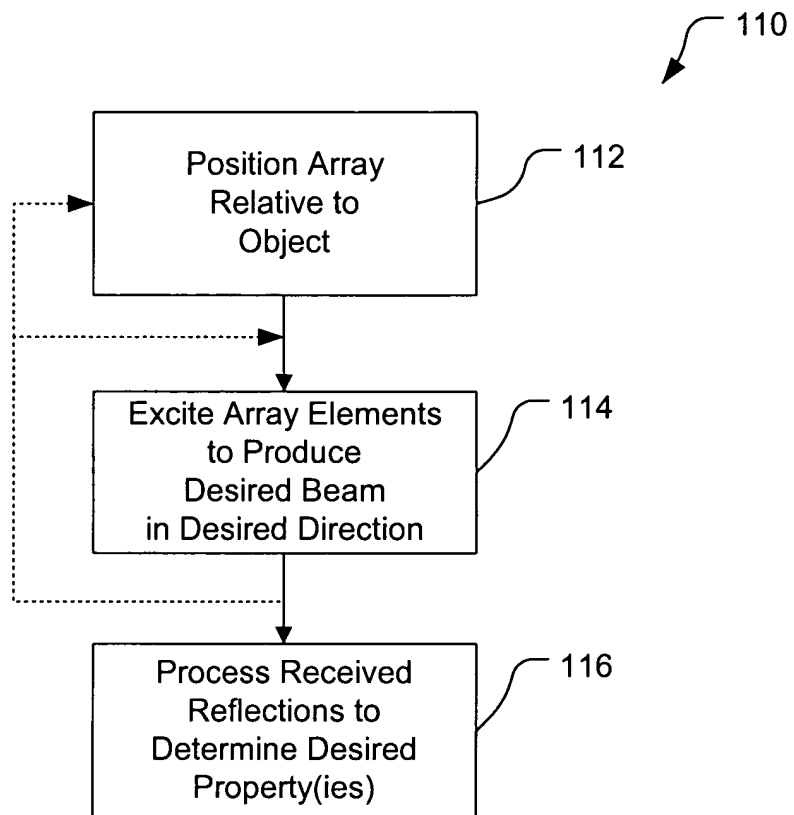 110
Position Array
Relative to
Object
112
Excite Array Elements
to Produce
Desired Beam
in Desired Direction
114
Process Received
Reflections to
Determine Desired
Property(ies)
116